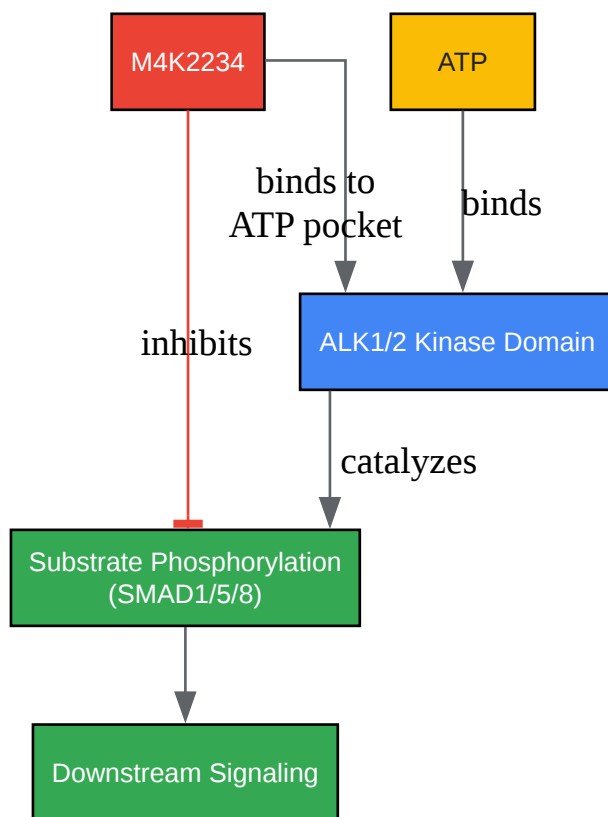 M4K2234
ATP
binds to
ATP pocket
binds
inhibits
ALK1/2 Kinase Domain
catalyzes
Substrate Phosphorylation
(SMAD1/5/8)
Downstream Signaling